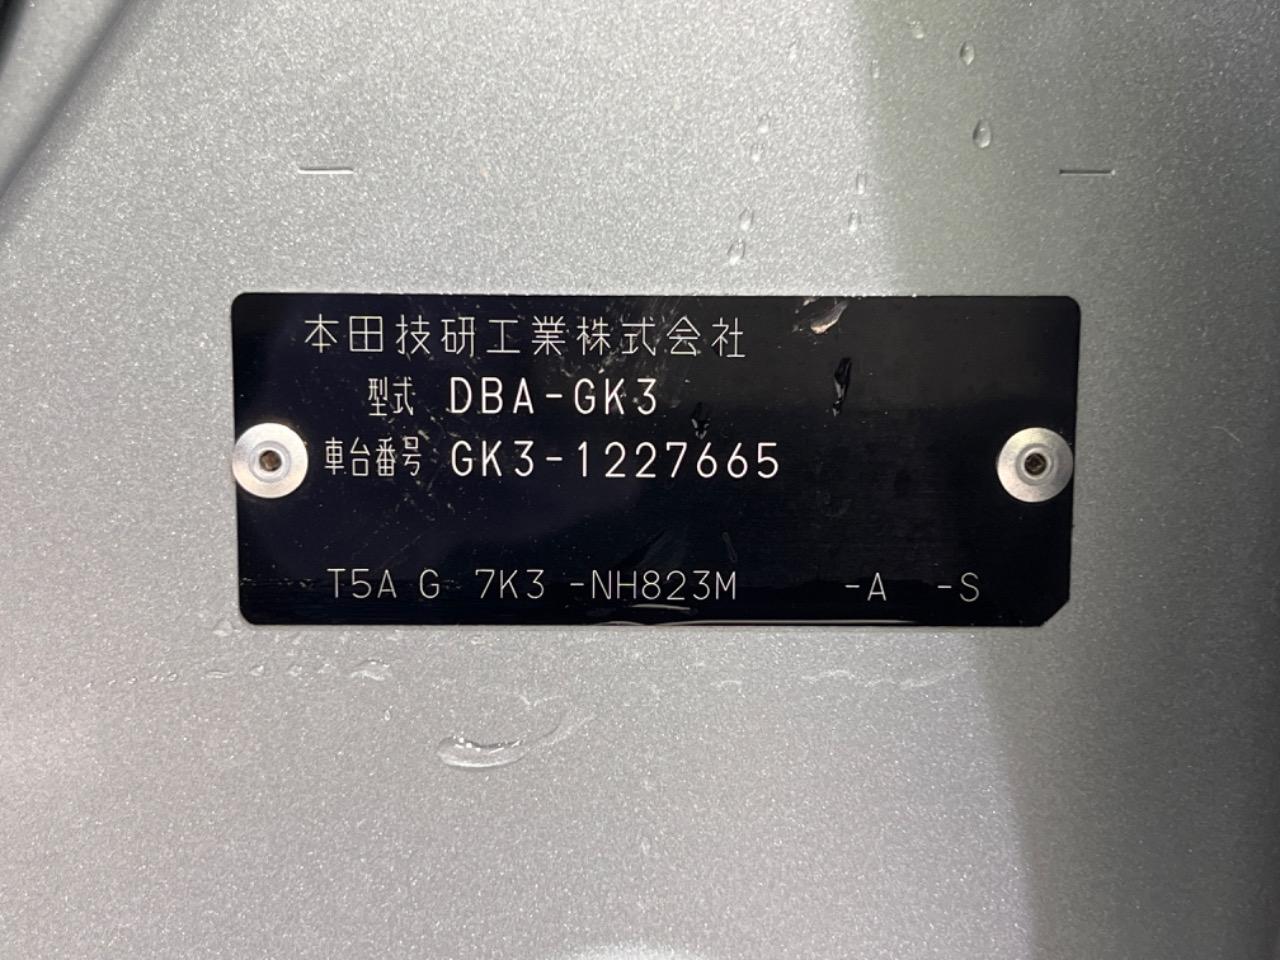 本田技研工業株式会社
型式 DBA-GK3
車台番号 GK3-1227665
T5A G 7K3 -NH823M -A -S